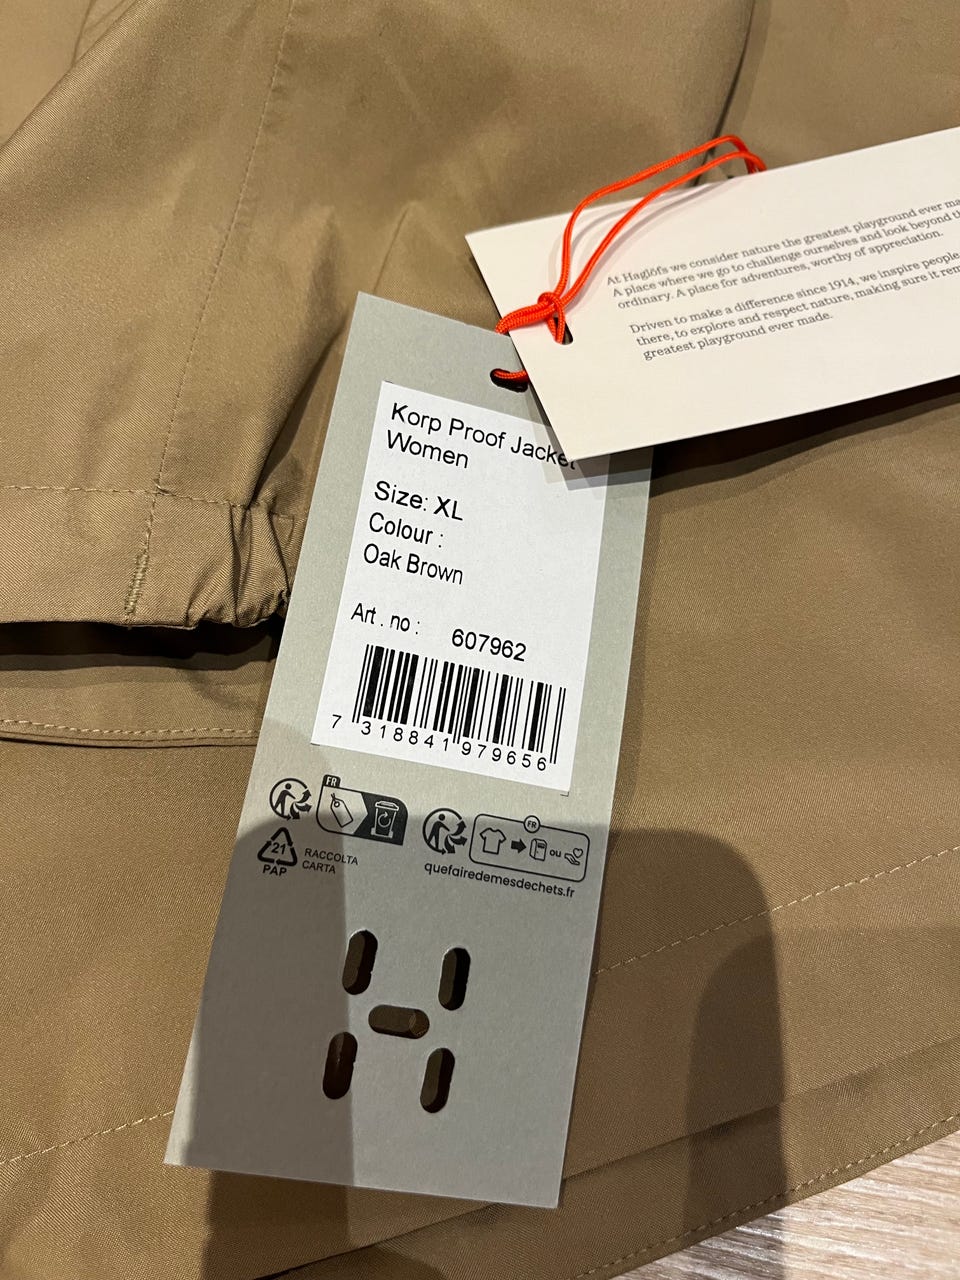 At Haglöfs we consider nature the greatest playground ever
A place where we go to challenge ourselves and look beyond
ordinary. A place for adventures, worthy of appreciation.
Driven to make a difference since 1914, we inspire people
there, to explore and respect nature, making sure it
greatest playground ever made.
Korp Proof Jacket
Women
Size: XL
Colour :
Oak Brown
Art . no : 607962
7 318841 979656
FR
FR
ou
21
PAP
RACCOLTA
CARTA
quefairedemesdechets.fr